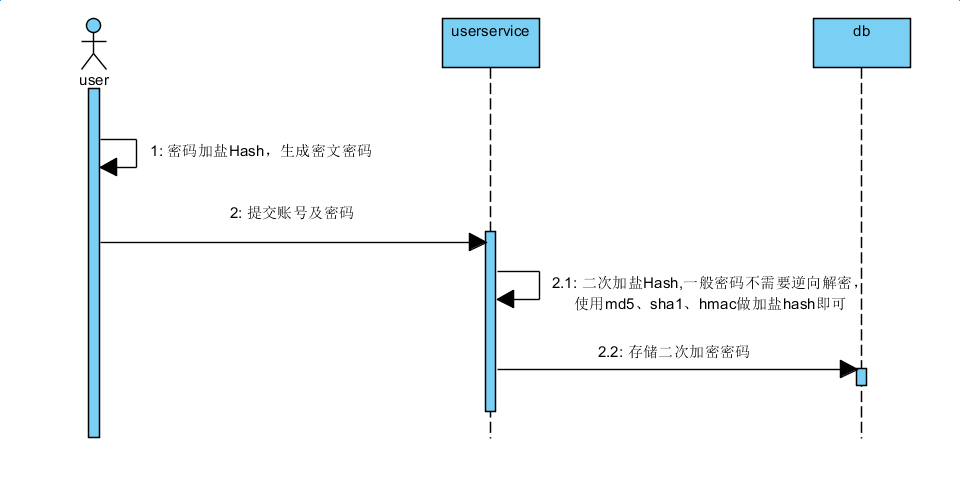 userservice
db
user
1: 密码加盐Hash，生成密文密码
2: 提交账号及密码
2.1: 二次加盐Hash,一般密码不需要逆向解密，
使用md5、sha1、hmac做加盐hash即可
2.2: 存储二次加密密码